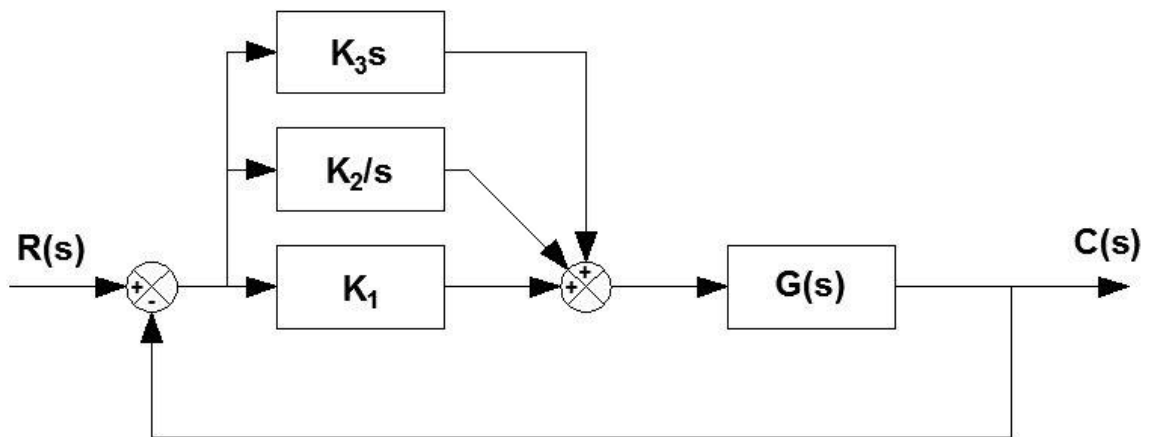 K₃s
K₂/s
R(s)
C(s)
K₁
G(s)
+
-
+
+